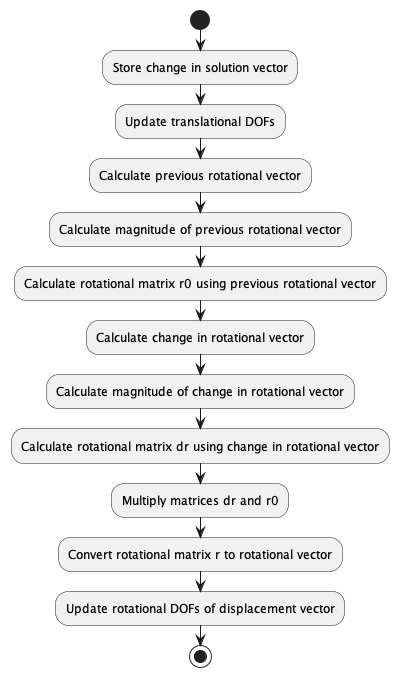 Store change in solution vector
Update translational DOFs
Calculate previous rotational vector
Calculate magnitude of previous rotational vector
Calculate rotational matrix r0 using previous rotational vector
Calculate change in rotational vector
Calculate magnitude of change in rotational vector
Calculate rotational matrix dr using change in rotational vector
Multiply matrices dr and r0
Convert rotational matrix r to rotational vector
Update rotational DOFs of displacement vector